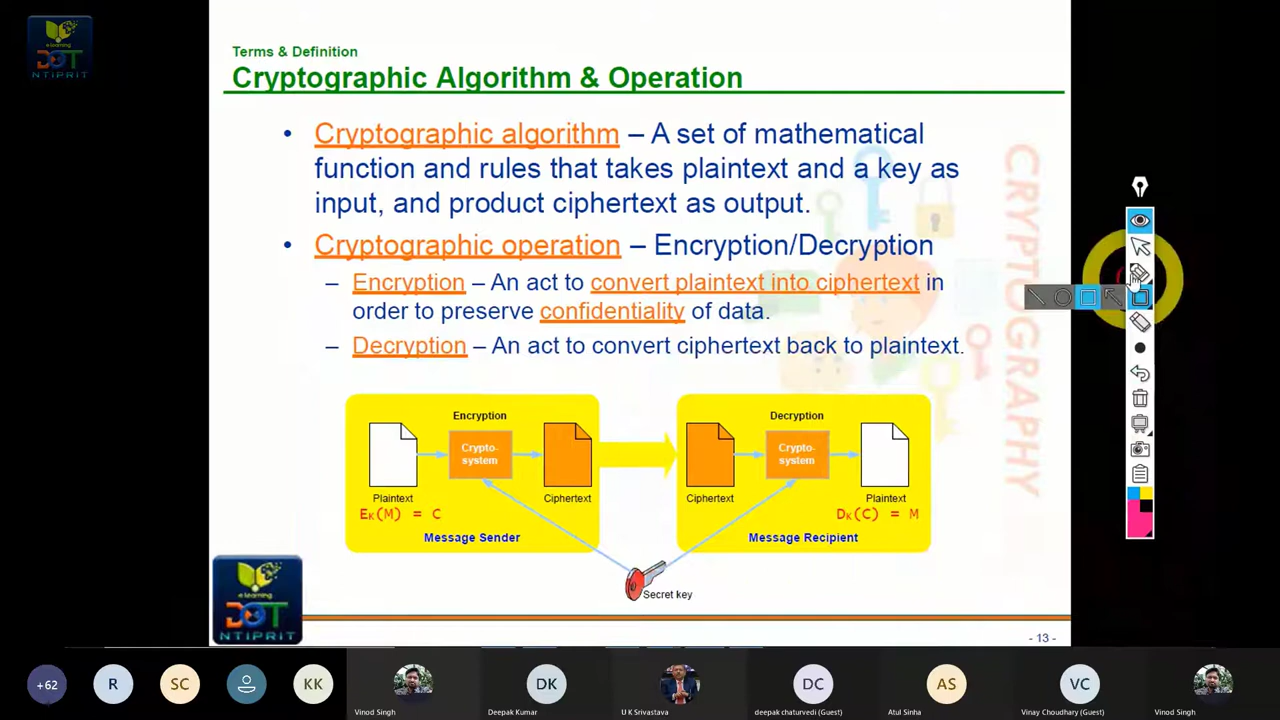 e-learning
DOT
NTIPRIT
Terms & Definition
Cryptographic Algorithm & Operation
• Cryptographic algorithm – A set of mathematical
function and rules that takes plaintext and a key as
input, and product ciphertext as output.
• Cryptographic operation – Encryption/Decryption
– Encryption – An act to convert plaintext into ciphertext in
order to preserve confidentiality of data.
– Decryption – An act to convert ciphertext back to plaintext.
CRYPTOGRAPHY
Encryption
Crypto-
system
Plaintext
Ciphertext
EK(M) = C
Message Sender
Decryption
Crypto-
system
Ciphertext
Plaintext
DK(C) = M
Message Recipient
Secret key
e-learning
DOT
NTIPRIT
- 13 -
+62
R
SC
KK
Vinod Singh
DK
Deepak Kumar
U K Srivastava
DC
deepak chaturvedi (Guest)
AS
Atul Sinha
VC
Vinay Choudhary (Guest)
Vinod Singh